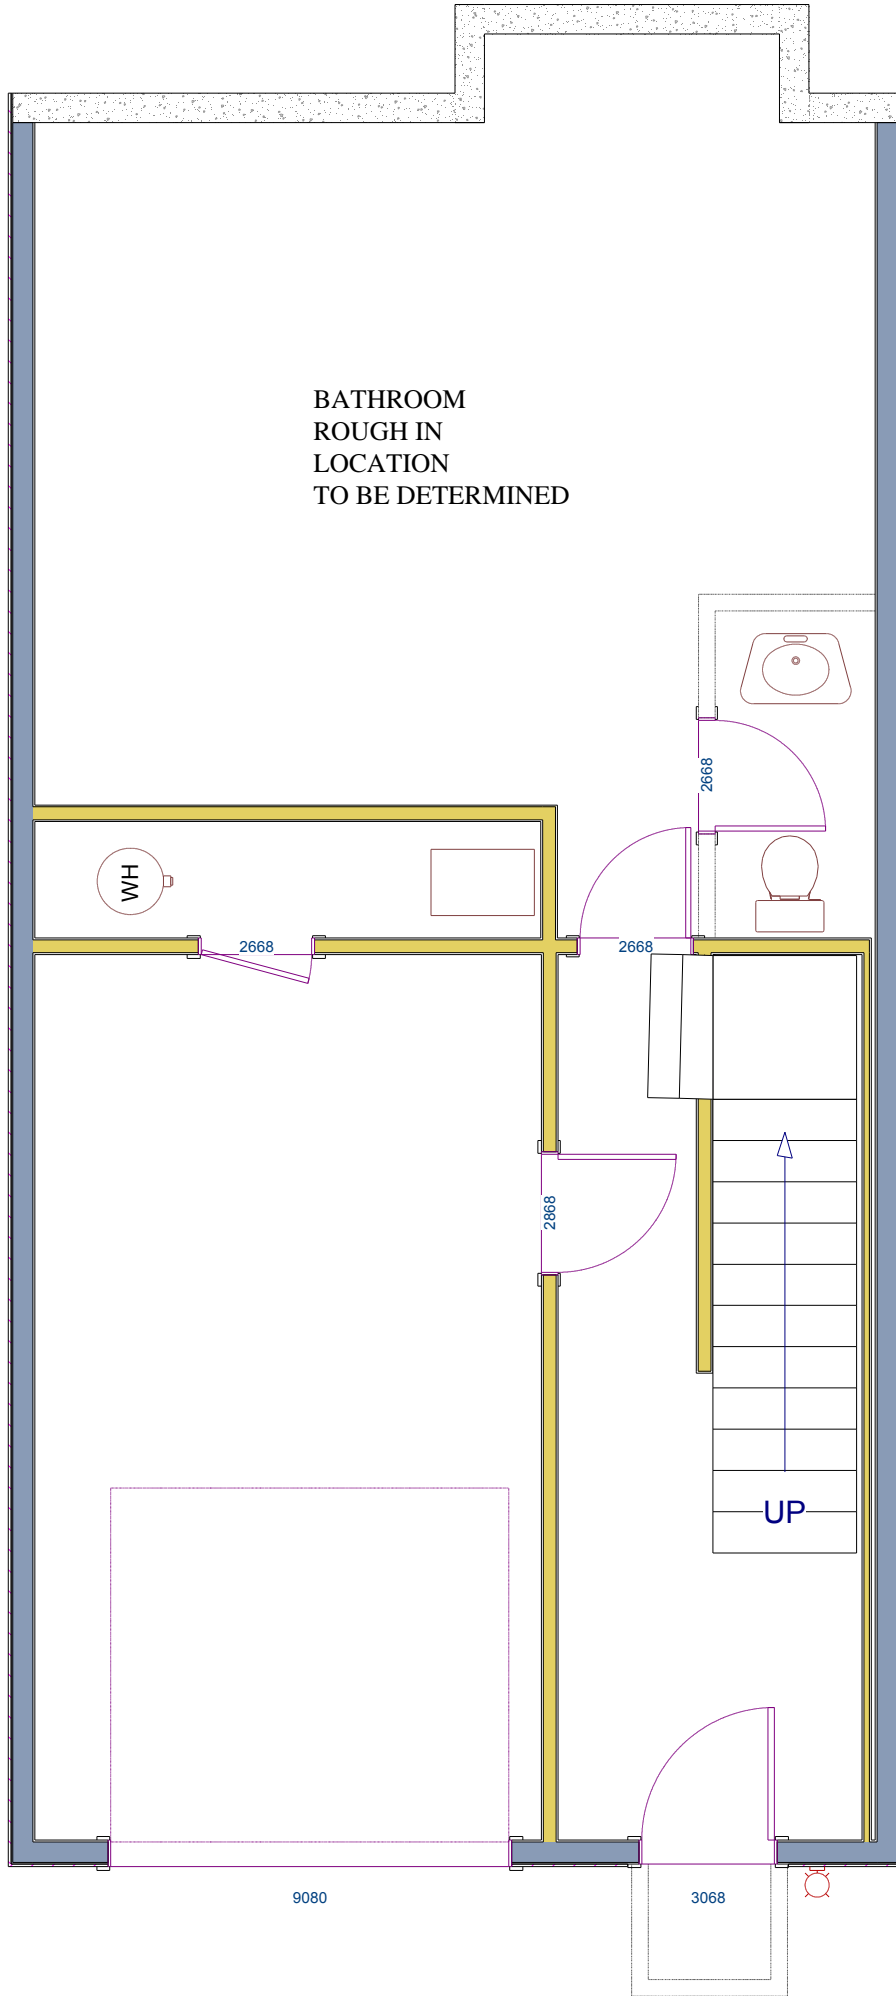 BATHROOM
ROUGH IN
LOCATION
TO BE DETERMINED
2668
WH
2668
2668
2868
UP
9080
3068